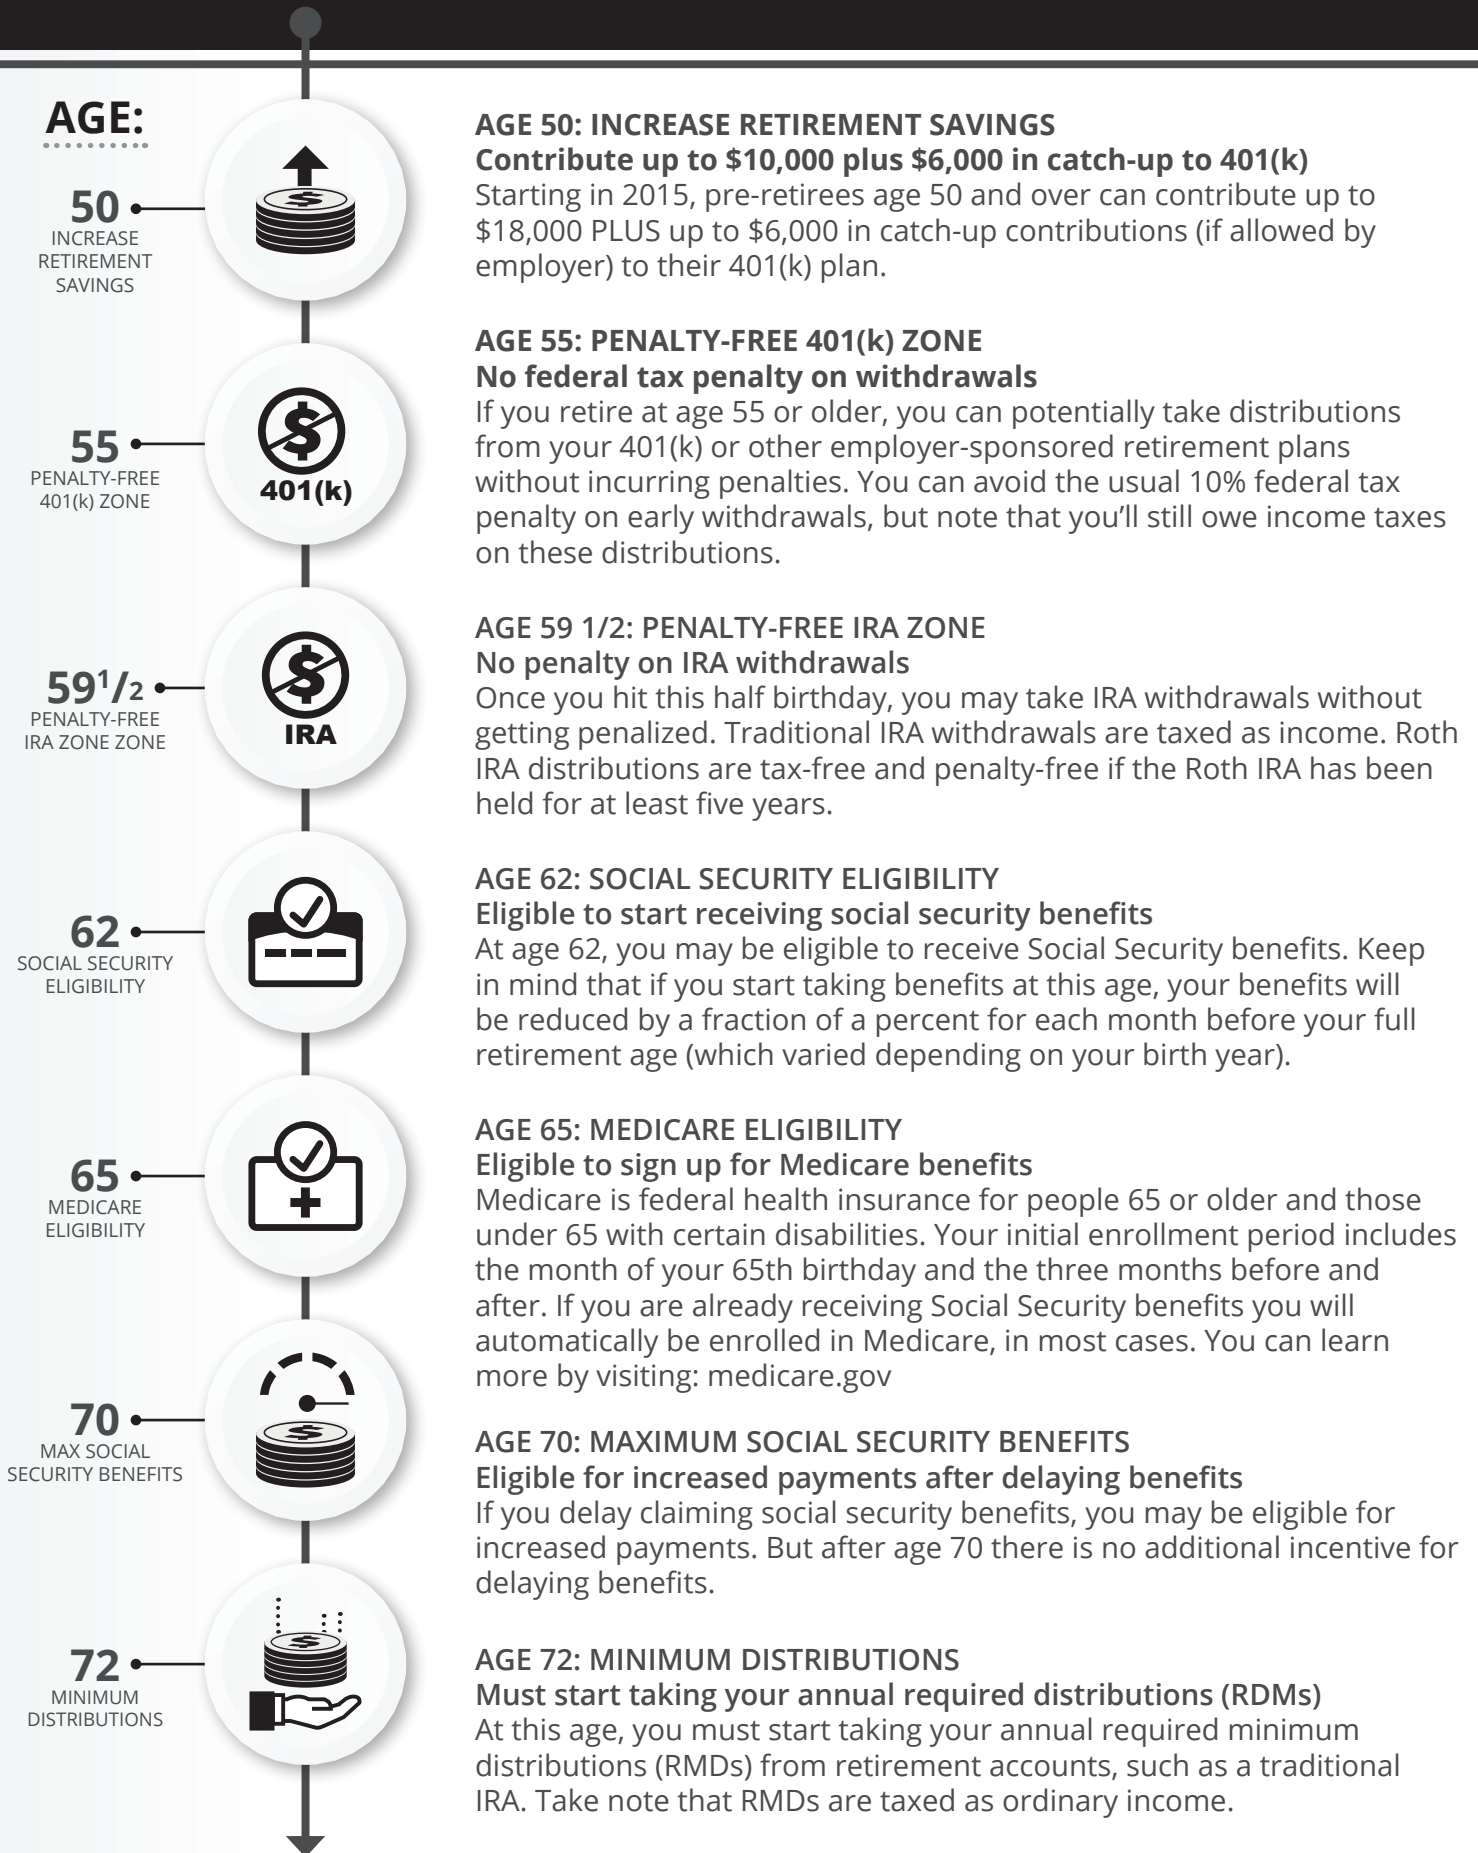 AGE:
50
INCREASE
RETIREMENT
SAVINGS
AGE 50: INCREASE RETIREMENT SAVINGS
Contribute up to $10,000 plus $6,000 in catch-up to 401(k)
Starting in 2015, pre-retirees age 50 and over can contribute up to
$18,000 PLUS up to $6,000 in catch-up contributions (if allowed by
employer) to their 401(k) plan.
55
PENALTY-FREE
401(k) ZONE
$
401(k)
AGE 55: PENALTY-FREE 401(k) ZONE
No federal tax penalty on withdrawals
If you retire at age 55 or older, you can potentially take distributions
from your 401(k) or other employer-sponsored retirement plans
without incurring penalties. You can avoid the usual 10% federal tax
penalty on early withdrawals, but note that you’ll still owe income taxes
on these distributions.
59 1/2
PENALTY-FREE
IRA ZONE ZONE
$
IRA
AGE 59 1/2: PENALTY-FREE IRA ZONE
No penalty on IRA withdrawals
Once you hit this half birthday, you may take IRA withdrawals without
getting penalized. Traditional IRA withdrawals are taxed as income. Roth
IRA distributions are tax-free and penalty-free if the Roth IRA has been
held for at least five years.
62
SOCIAL SECURITY
ELIGIBILITY
AGE 62: SOCIAL SECURITY ELIGIBILITY
Eligible to start receiving social security benefits
At age 62, you may be eligible to receive Social Security benefits. Keep
in mind that if you start taking benefits at this age, your benefits will
be reduced by a fraction of a percent for each month before your full
retirement age (which varied depending on your birth year).
65
MEDICARE
ELIGIBILITY
AGE 65: MEDICARE ELIGIBILITY
Eligible to sign up for Medicare benefits
Medicare is federal health insurance for people 65 or older and those
under 65 with certain disabilities. Your initial enrollment period includes
the month of your 65th birthday and the three months before and
after. If you are already receiving Social Security benefits you will
automatically be enrolled in Medicare, in most cases. You can learn
more by visiting: medicare.gov
70
MAX SOCIAL
SECURITY BENEFITS
AGE 70: MAXIMUM SOCIAL SECURITY BENEFITS
Eligible for increased payments after delaying benefits
If you delay claiming social security benefits, you may be eligible for
increased payments. But after age 70 there is no additional incentive for
delaying benefits.
72
MINIMUM
DISTRIBUTIONS
AGE 72: MINIMUM DISTRIBUTIONS
Must start taking your annual required distributions (RDMs)
At this age, you must start taking your annual required minimum
distributions (RMDs) from retirement accounts, such as a traditional
IRA. Take note that RMDs are taxed as ordinary income.